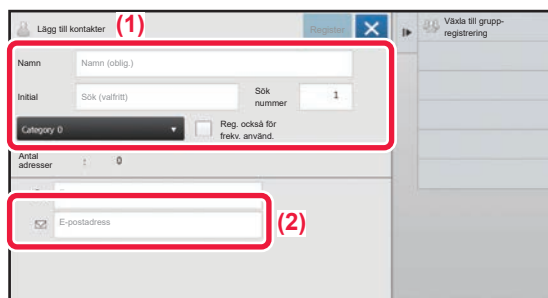 Lägg till kontakter
(1)
Register
Växla till grupp-
registrering
Namn
Namn (oblig.)
Initial
Sök (valfritt)
Sök
nummer
1
Category 0
Reg. också för
frekv. använd.
Antal
adresser
:
0
E-postadress
(2)